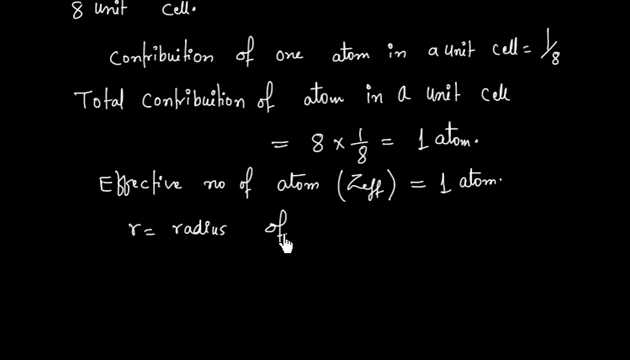 8 unit cell.
Contribuition of one atom in a unit cell = 1/8
Total contribuition of atom in a unit cell
= 8 × 1/8 = 1 atom.
Effective no of atom (Zeff) = 1 atom.
r = radius of